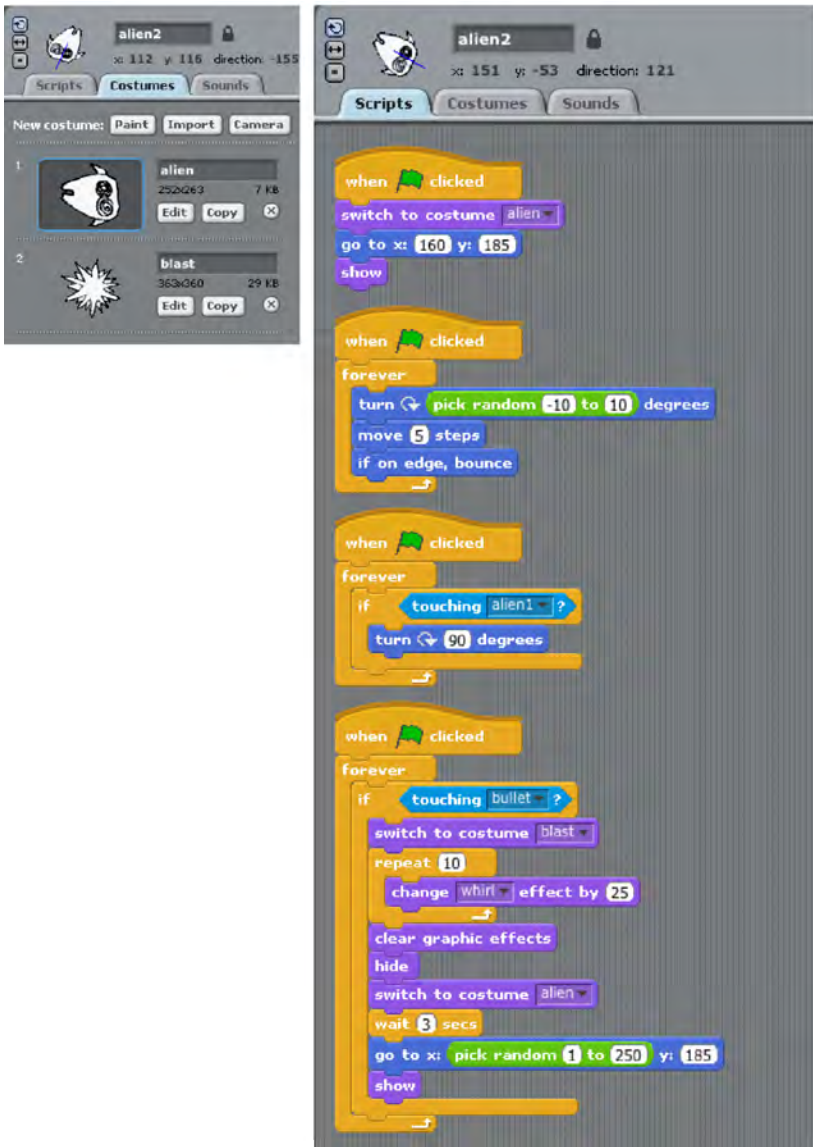 alien2
x: 112 y: 116 direction: -155
Scripts Costumes Sounds
New costume: Paint Import Camera
1
alien
252x263 7 KB
Edit Copy
2
blast
363x360 29 KB
Edit Copy
alien2
x: 151 y: -53 direction: 121
Scripts Costumes Sounds
when clicked
switch to costume alien
go to x: 160 y: 185
show
when clicked
forever
turn pick random -10 to 10 degrees
move 5 steps
if on edge, bounce
when clicked
forever
if touching alien1 ?
turn 90 degrees
when clicked
forever
if touching bullet ?
switch to costume blast
repeat 10
change whirl effect by 25
clear graphic effects
hide
switch to costume alien
wait 3 secs
go to x: pick random 1 to 250 y: 185
show